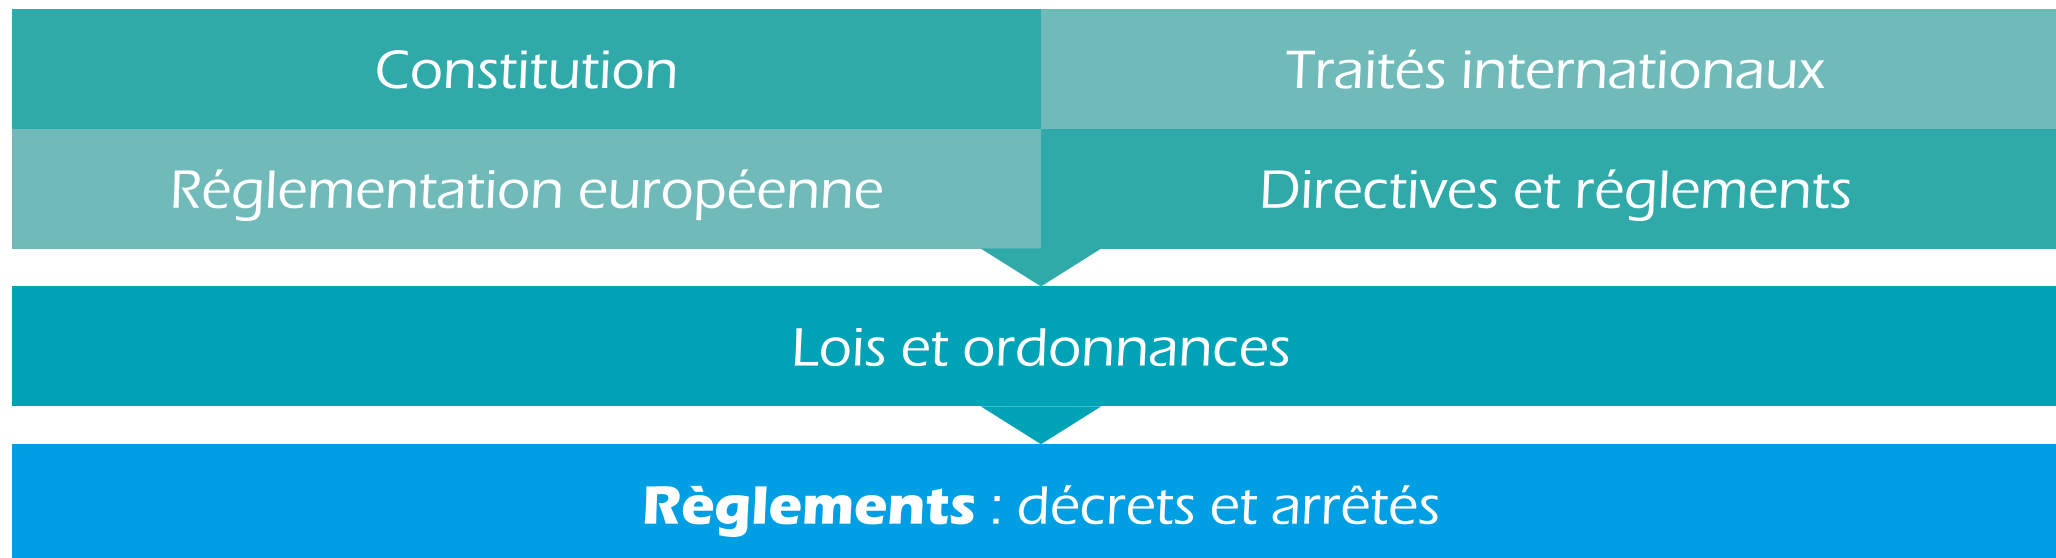 Constitution
Traités internationaux
Réglementation européenne
Directives et réglements
Lois et ordonnances
Règlements : décrets et arrêtés